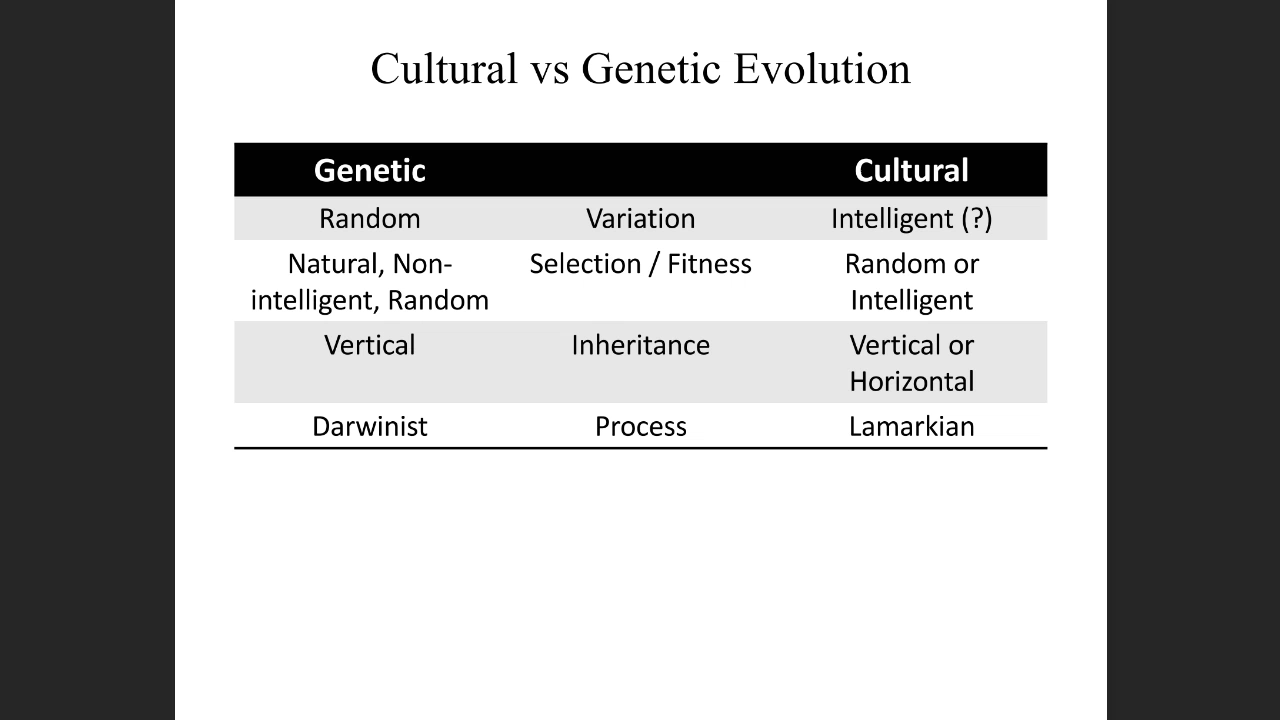 Cultural vs Genetic Evolution
Genetic Cultural
Random Variation Intelligent (?)
Natural, Non- Selection / Fitness Random or
intelligent, Random Intelligent
Vertical Inheritance Vertical or
Horizontal
Darwinist Process Lamarkian